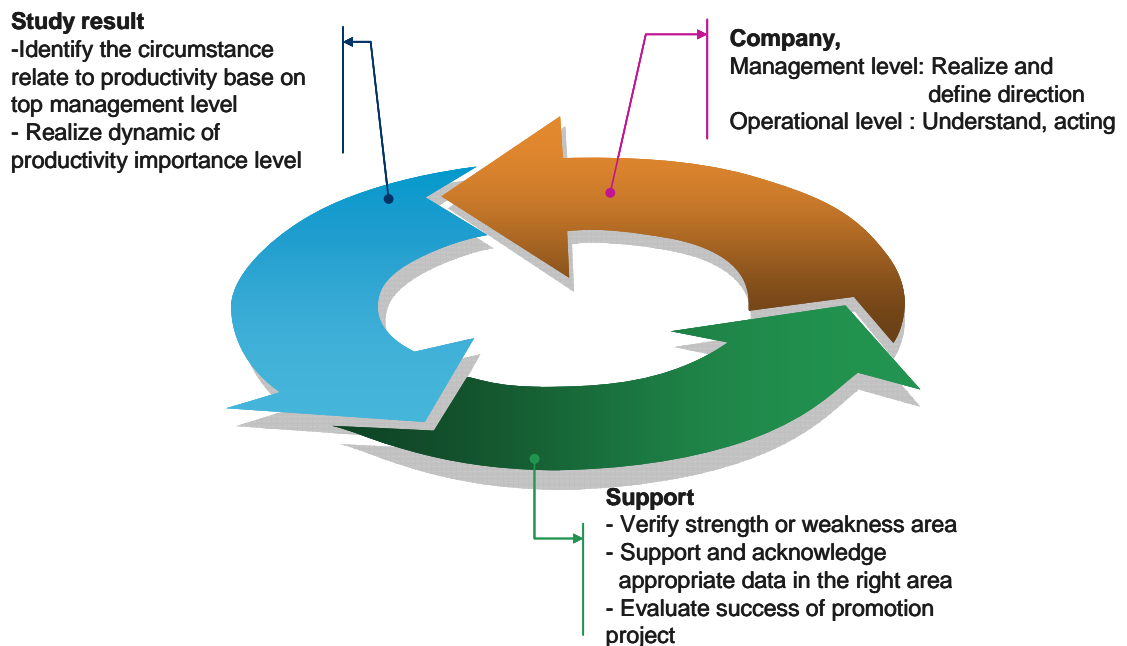 Study result
-Identify the circumstance
relate to productivity base on
top management level
- Realize dynamic of
productivity importance level
Company,
Management level: Realize and
define direction
Operational level : Understand, acting
Support
- Verify strength or weakness area
- Support and acknowledge
appropriate data in the right area
- Evaluate success of promotion
project